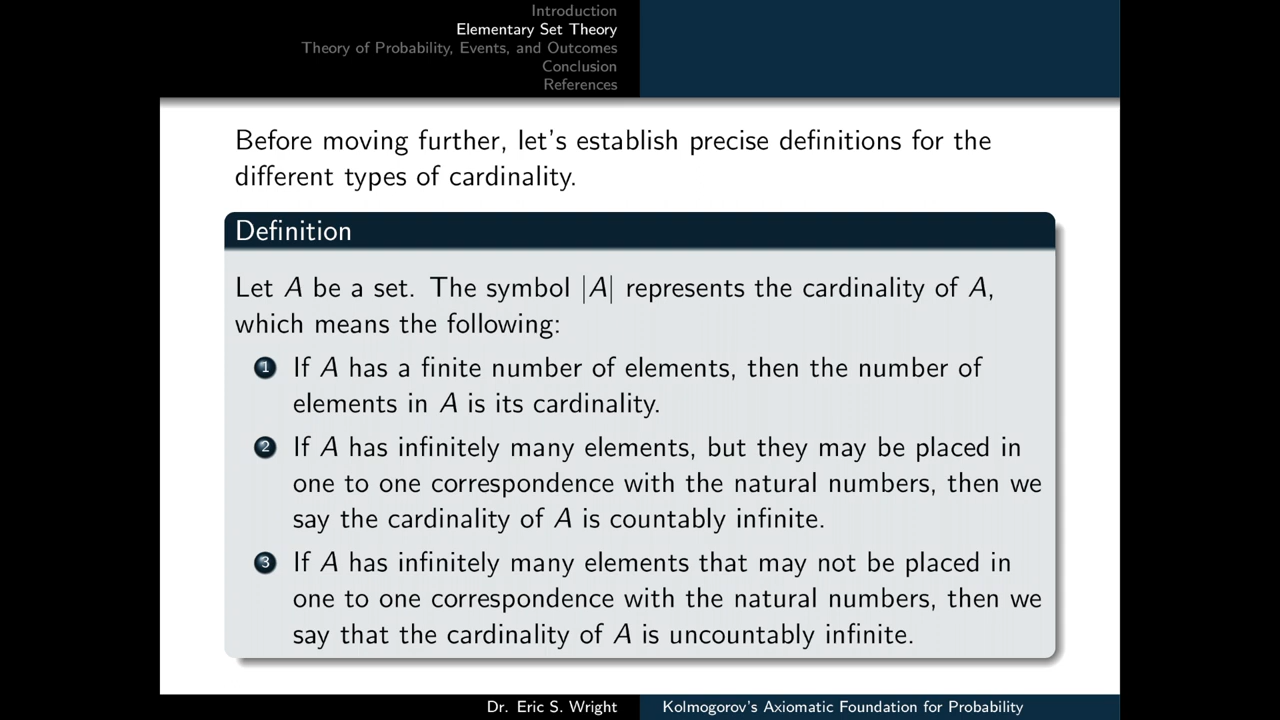 Introduction
Elementary Set Theory
Theory of Probability, Events, and Outcomes
Conclusion
References
Before moving further, let's establish precise definitions for the
different types of cardinality.
Definition
Let A be a set. The symbol |A| represents the cardinality of A,
which means the following:
1 If A has a finite number of elements, then the number of
elements in A is its cardinality.
2 If A has infinitely many elements, but they may be placed in
one to one correspondence with the natural numbers, then we
say the cardinality of A is countably infinite.
3 If A has infinitely many elements that may not be placed in
one to one correspondence with the natural numbers, then we
say that the cardinality of A is uncountably infinite.
Dr. Eric S. Wright
Kolmogorov's Axiomatic Foundation for Probability